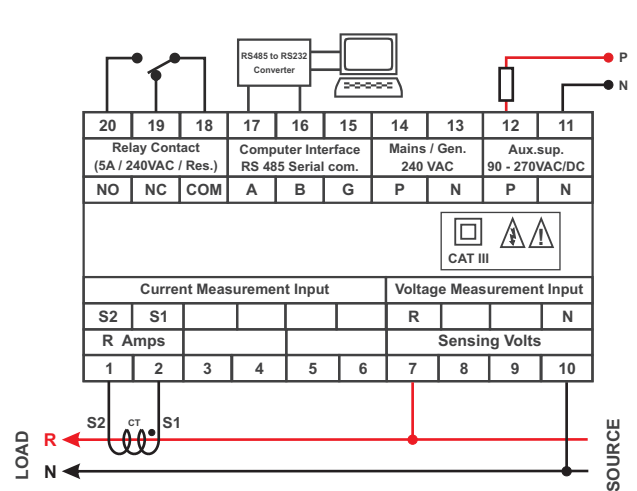 RS485 to RS232
Converter
P
N
20 19 18 17 16 15 14 13 12 11
Relay Contact
(5A / 240VAC / Res.)
Computer Interface
RS 485 Serial com.
Mains / Gen.
240 VAC
Aux.sup.
90 - 270VAC/DC
NO NC COM A B G P N P N
CAT III
Current Measurement Input
Voltage Measurement Input
S2 S1 R N
R Amps
Sensing Volts
1 2 3 4 5 6 7 8 9 10
S2 CT S1
LOAD
R
N
SOURCE